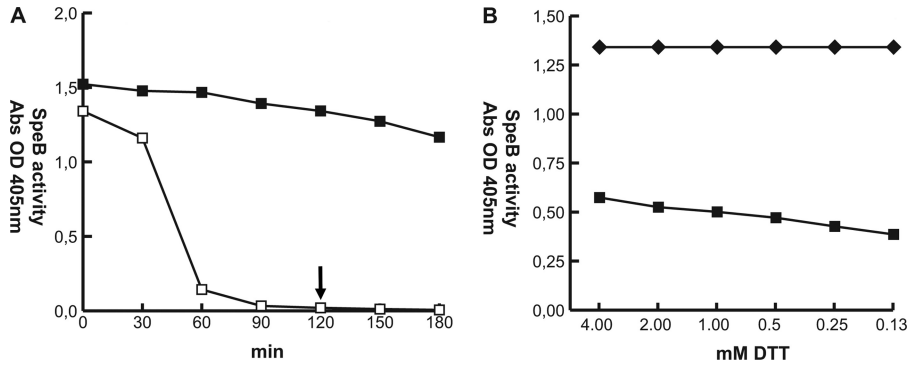 A
2,0
1,5
1,0
0,5
0,0
SpeB activity
Abs OD 405nm
0 30 60 90 120 150 180
min
B
1,50
1,25
1,00
0,75
0,50
0,25
0,00
SpeB activity
Abs OD 405nm
4.00 2.00 1.00 0.5 0.25 0.13
mM DTT